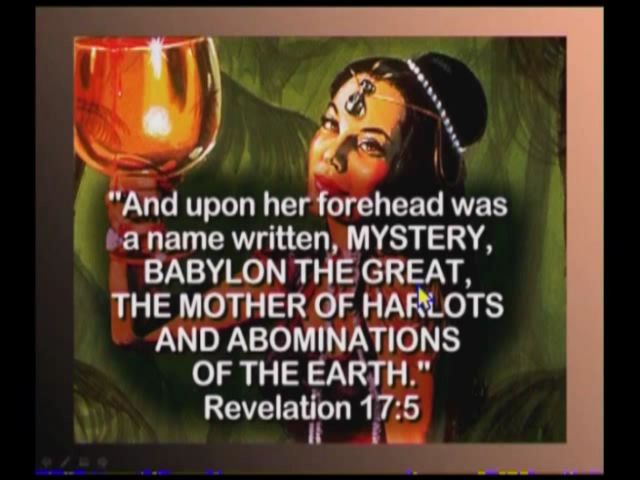 "And upon her forehead was
a name written, MYSTERY,
BABYLON THE GREAT,
THE MOTHER OF HARLOTS
AND ABOMINATIONS
OF THE EARTH."
Revelation 17:5